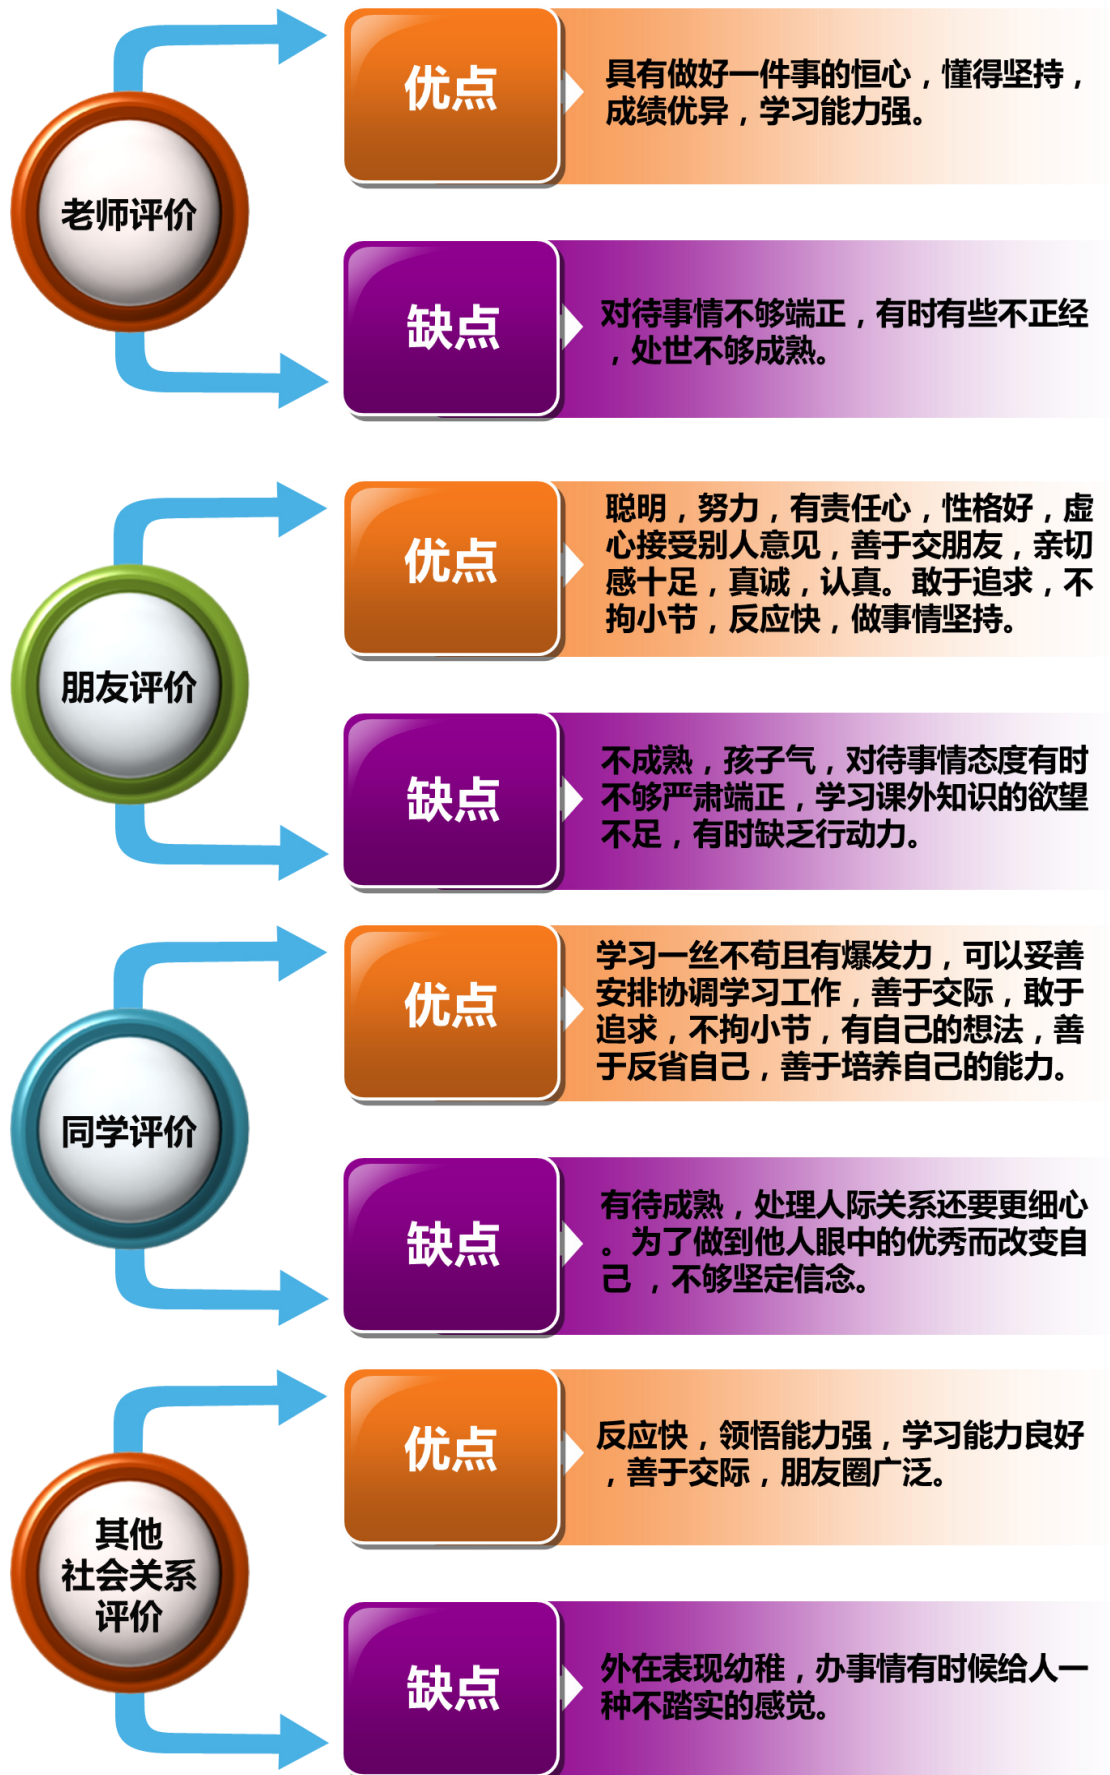 老师评价
优点
具有做好一件事的恒心，懂得坚持，
成绩优异，学习能力强。
缺点
对待事情不够端正，有时有些不正经
，处世不够成熟。
朋友评价
优点
聪明，努力，有责任心，性格好，虚
心接受别人意见，善于交朋友，亲切
感十足，真诚，认真。敢于追求，不
拘小节，反应快，做事情坚持。
缺点
不成熟，孩子气，对待事情态度有时
不够严肃端正，学习课外知识的欲望
不足，有时缺乏行动力。
同学评价
优点
学习一丝不苟且有爆发力，可以妥善
安排协调学习工作，善于交际，敢于
追求，不拘小节，有自己的想法，善
于反省自己，善于培养自己的能力。
缺点
有待成熟，处理人际关系还要更细心
。为了做到他人眼中的优秀而改变自
己 ，不够坚定信念。
其他
社会关系
评价
优点
反应快，领悟能力强，学习能力良好
，善于交际，朋友圈广泛。
缺点
外在表现幼稚，办事情有时候给人一
种不踏实的感觉。